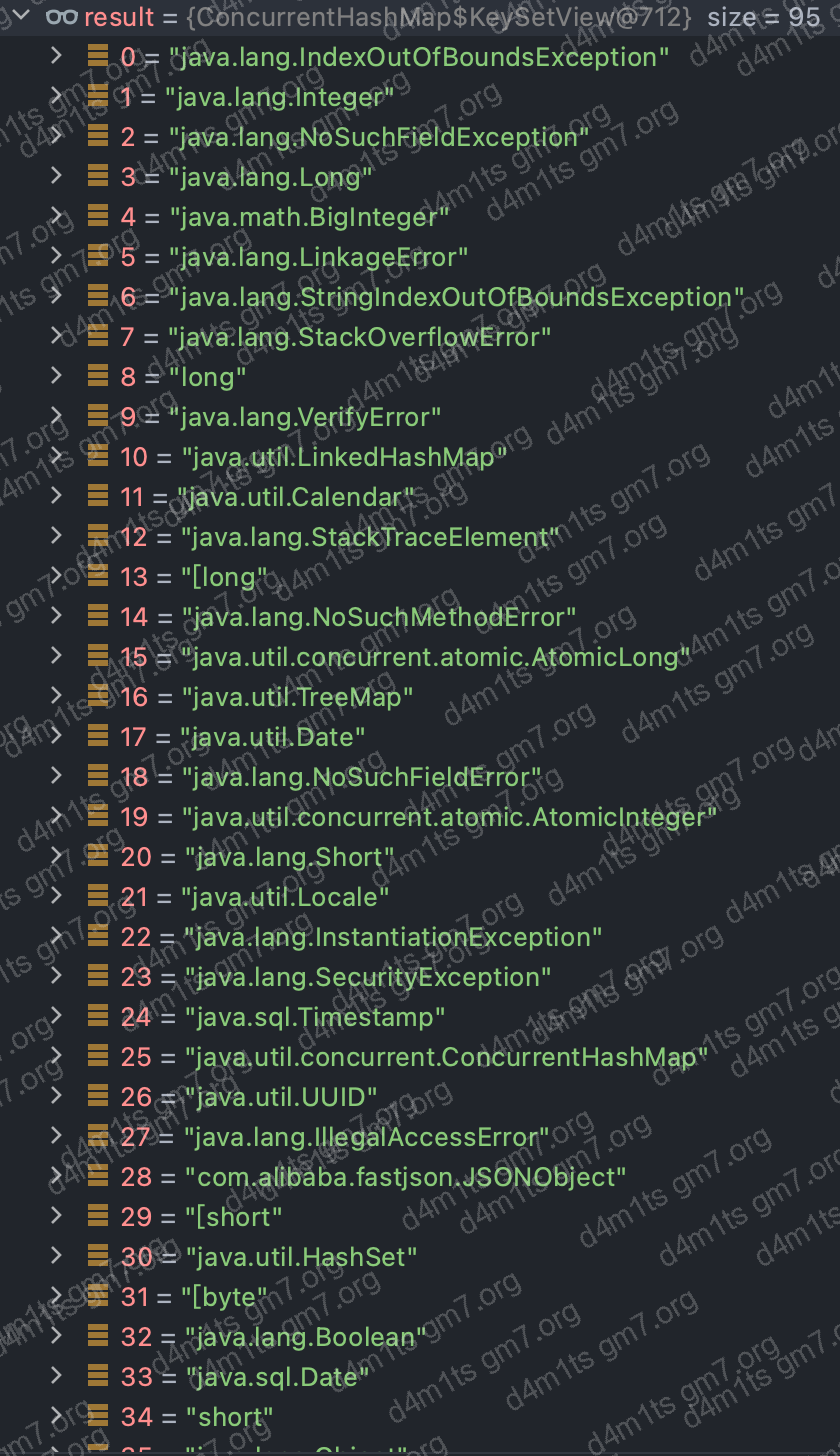 result = {ConcurrentHashMap$KeySetView@712} size = 95
0 = "java.lang.IndexOutOfBoundsException"
1 = "java.lang.Integer"
2 = "java.lang.NoSuchFieldException"
3 = "java.lang.Long"
4 = "java.math.BigInteger"
5 = "java.lang.LinkageError"
6 = "java.lang.StringIndexOutOfBoundsException"
7 = "java.lang.StackOverflowError"
8 = "long"
9 = "java.lang.VerifyError"
10 = "java.util.LinkedHashMap"
11 = "java.util.Calendar"
12 = "java.lang.StackTraceElement"
13 = "[long"
14 = "java.lang.NoSuchMethodError"
15 = "java.util.concurrent.atomic.AtomicLong"
16 = "java.util.TreeMap"
17 = "java.util.Date"
18 = "java.lang.NoSuchFieldError"
19 = "java.util.concurrent.atomic.AtomicInteger"
20 = "java.lang.Short"
21 = "java.util.Locale"
22 = "java.lang.InstantiationException"
23 = "java.lang.SecurityException"
24 = "java.sql.Timestamp"
25 = "java.util.concurrent.ConcurrentHashMap"
26 = "java.util.UUID"
27 = "java.lang.IllegalAccessError"
28 = "com.alibaba.fastjson.JSONObject"
29 = "[short"
30 = "java.util.HashSet"
31 = "[byte"
32 = "java.lang.Boolean"
33 = "java.sql.Date"
34 = "short"
d4m1ts gm7.org